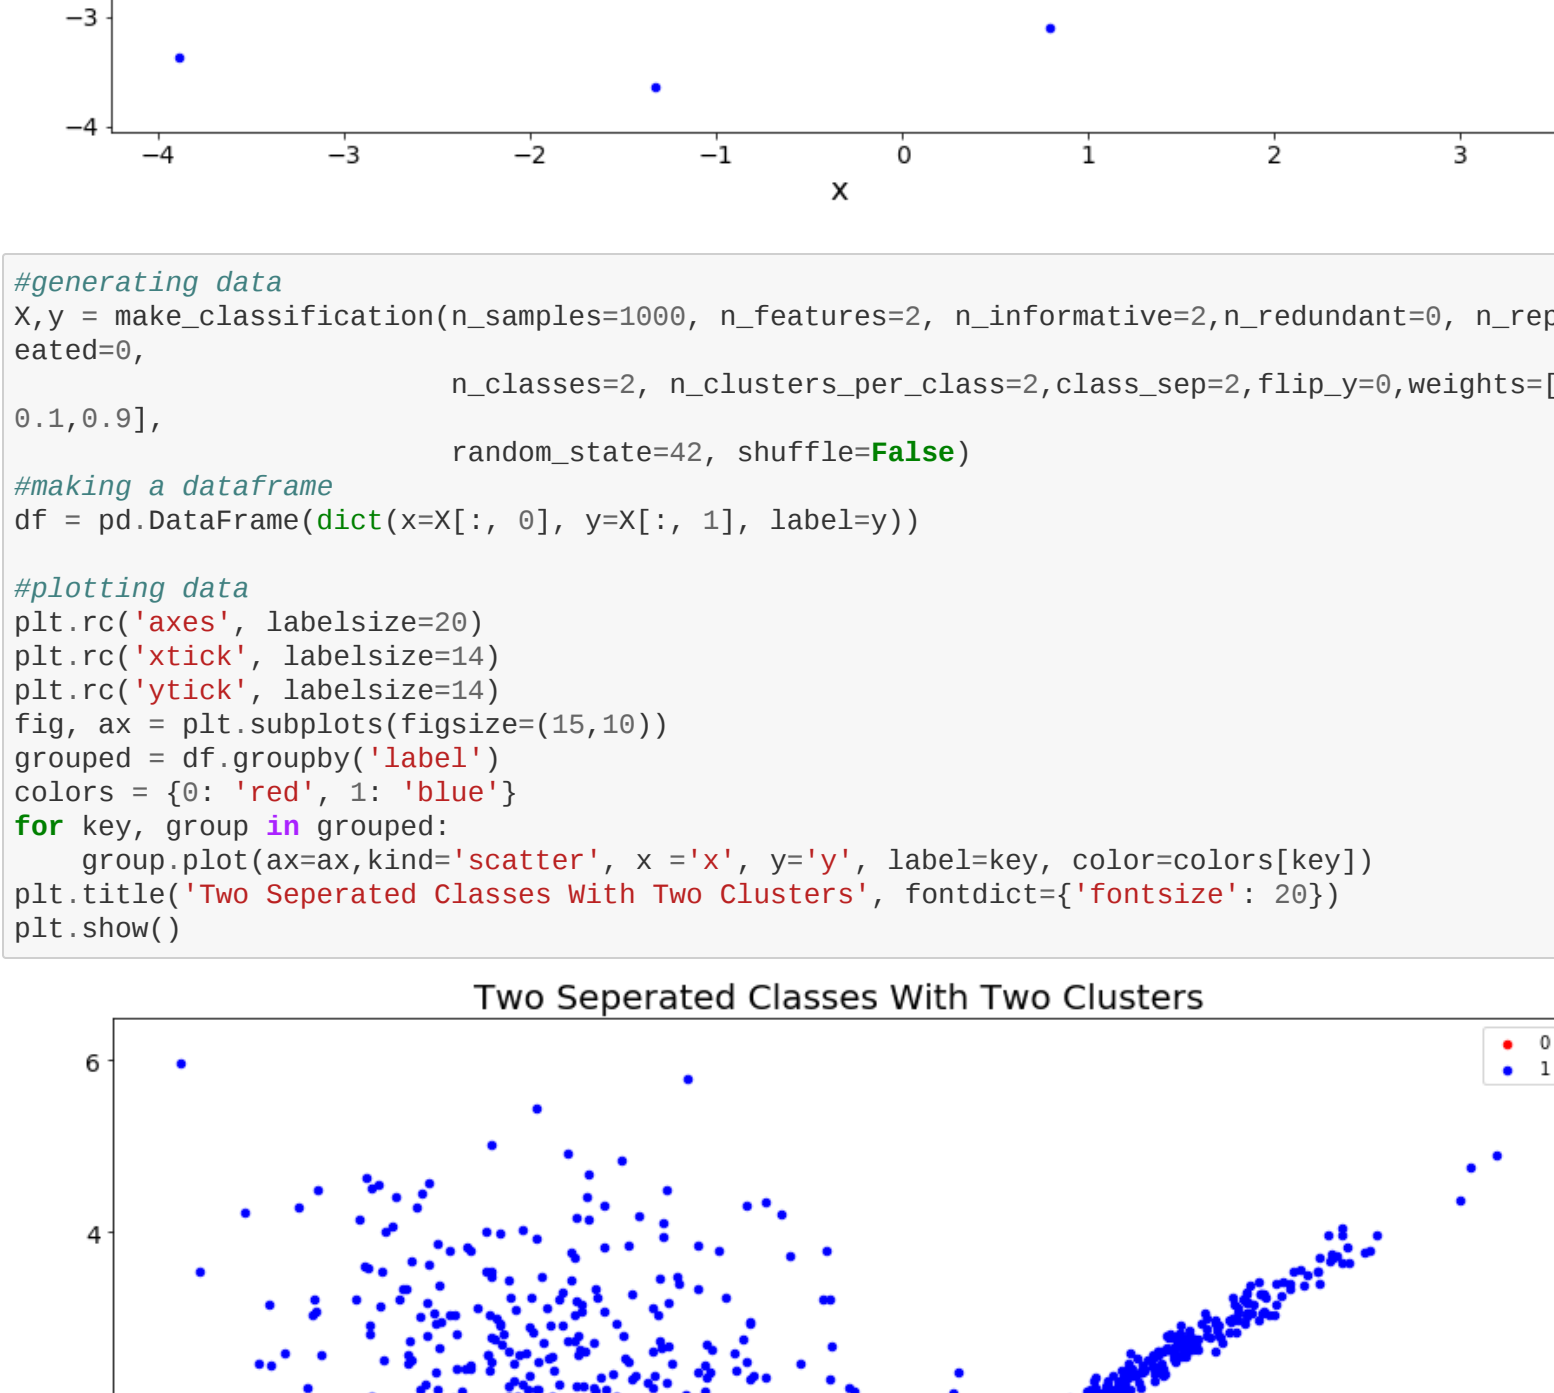 −3
−4
−4 −3 −2 −1 0 1 2 3
x
#generating data
X,y = make_classification(n_samples=1000, n_features=2, n_informative=2,n_redundant=0, n_rep
eated=0,
                          n_classes=2, n_clusters_per_class=2,class_sep=2,flip_y=0,weights=[
0.1,0.9],
                          random_state=42, shuffle=False)
#making a dataframe
df = pd.DataFrame(dict(x=X[:, 0], y=X[:, 1], label=y))

#plotting data
plt.rc('axes', labelsize=20)
plt.rc('xtick', labelsize=14)
plt.rc('ytick', labelsize=14)
fig, ax = plt.subplots(figsize=(15,10))
grouped = df.groupby('label')
colors = {0: 'red', 1: 'blue'}
for key, group in grouped:
    group.plot(ax=ax,kind='scatter', x ='x', y='y', label=key, color=colors[key])
plt.title('Two Seperated Classes With Two Clusters', fontdict={'fontsize': 20})
plt.show()
Two Seperated Classes With Two Clusters
0
1
6
4